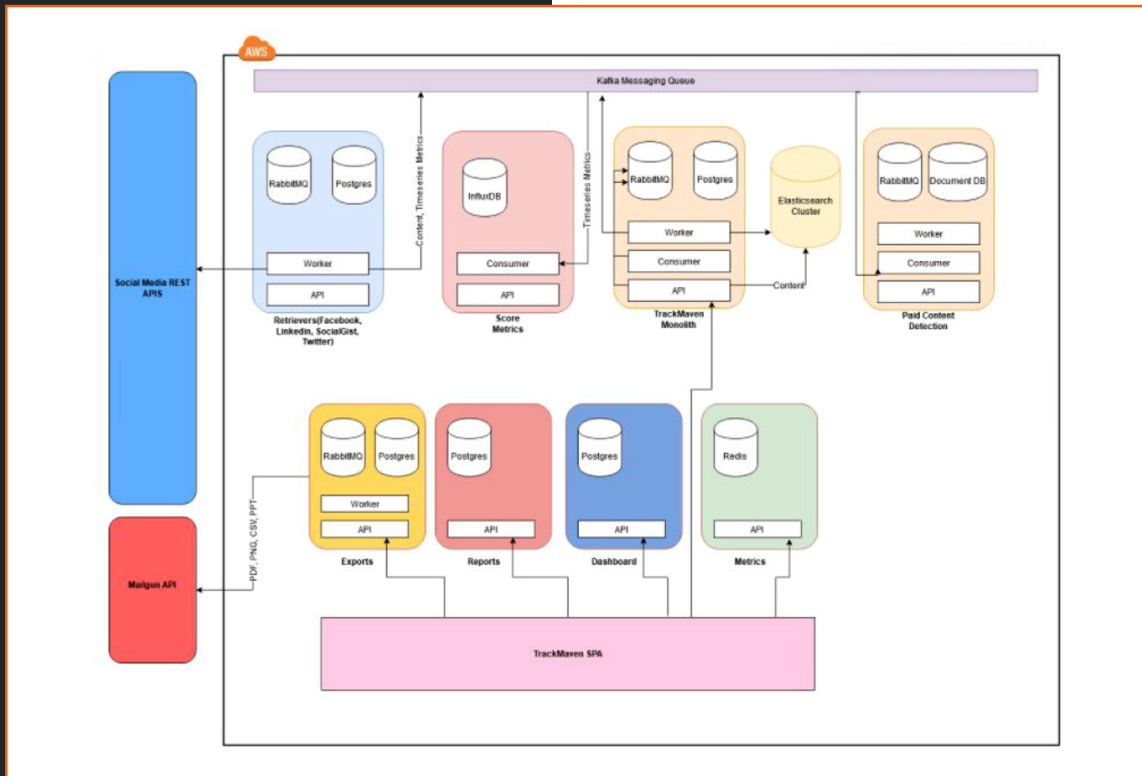 AWS
Kafka Messaging Queue
Social Media REST
APIS
RabbitMQ
Postgres
Worker
API
Retrievers(Facebook,
Linkedin, SocialGist,
Twitter)
Content, Timeseries Metrics
InfluxDB
Consumer
API
Score
Metrics
Timeseries Metrics
RabbitMQ
Postgres
Worker
Consumer
API
TrackMaven
Monolith
Elasticsearch
Cluster
Content
RabbitMQ
Document DB
Worker
Consumer
API
Paid Content
Detection
Mailgun API
PDF, PNG, CSV, PPT
RabbitMQ
Postgres
Worker
API
Exports
Postgres
API
Reports
Postgres
API
Dashboard
Redis
API
Metrics
TrackMaven SPA